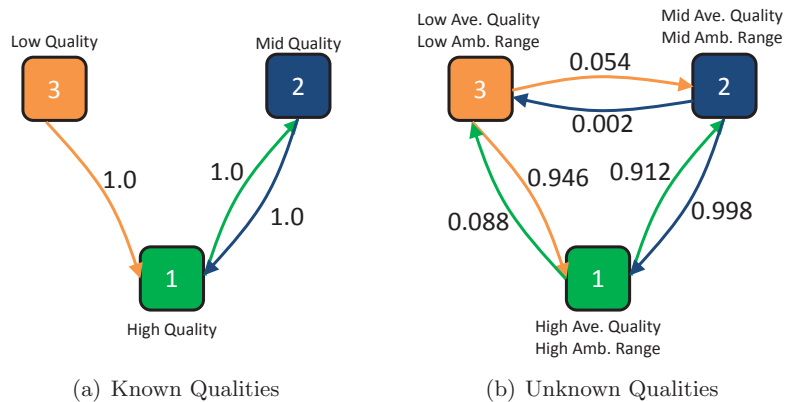 Low Quality
Mid Quality
3
2
1.0
1.0
1.0
1
High Quality
(a) Known Qualities
Low Ave. Quality
Low Amb. Range
Mid Ave. Quality
Mid Amb. Range
0.054
3
2
0.002
0.946
0.912
0.088
0.998
1
High Ave. Quality
High Amb. Range
(b) Unknown Qualities